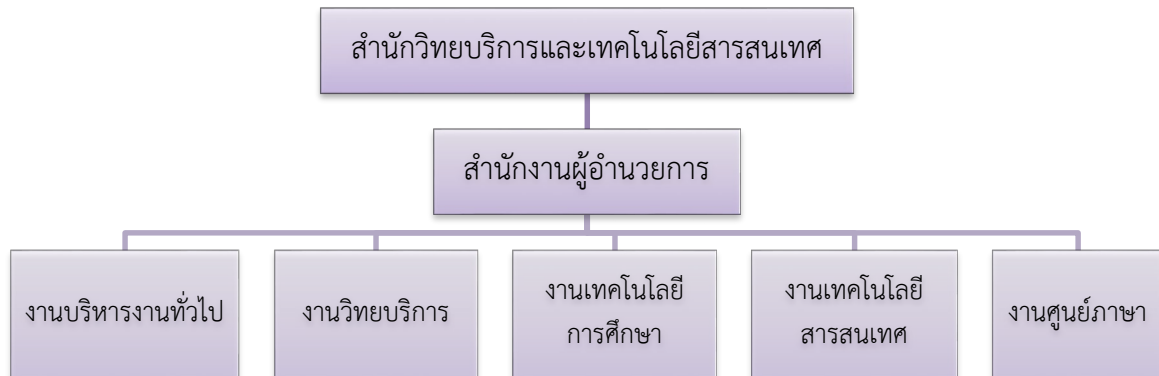 สำนักวิทยบริการและเทคโนโลยีสารสนเทศ
สำนักงานผู้อำนวยการ
งานบริหารงานทั่วไป
งานวิทยบริการ
งานเทคโนโลยี
การศึกษา
งานเทคโนโลยี
สารสนเทศ
งานศูนย์ภาษา